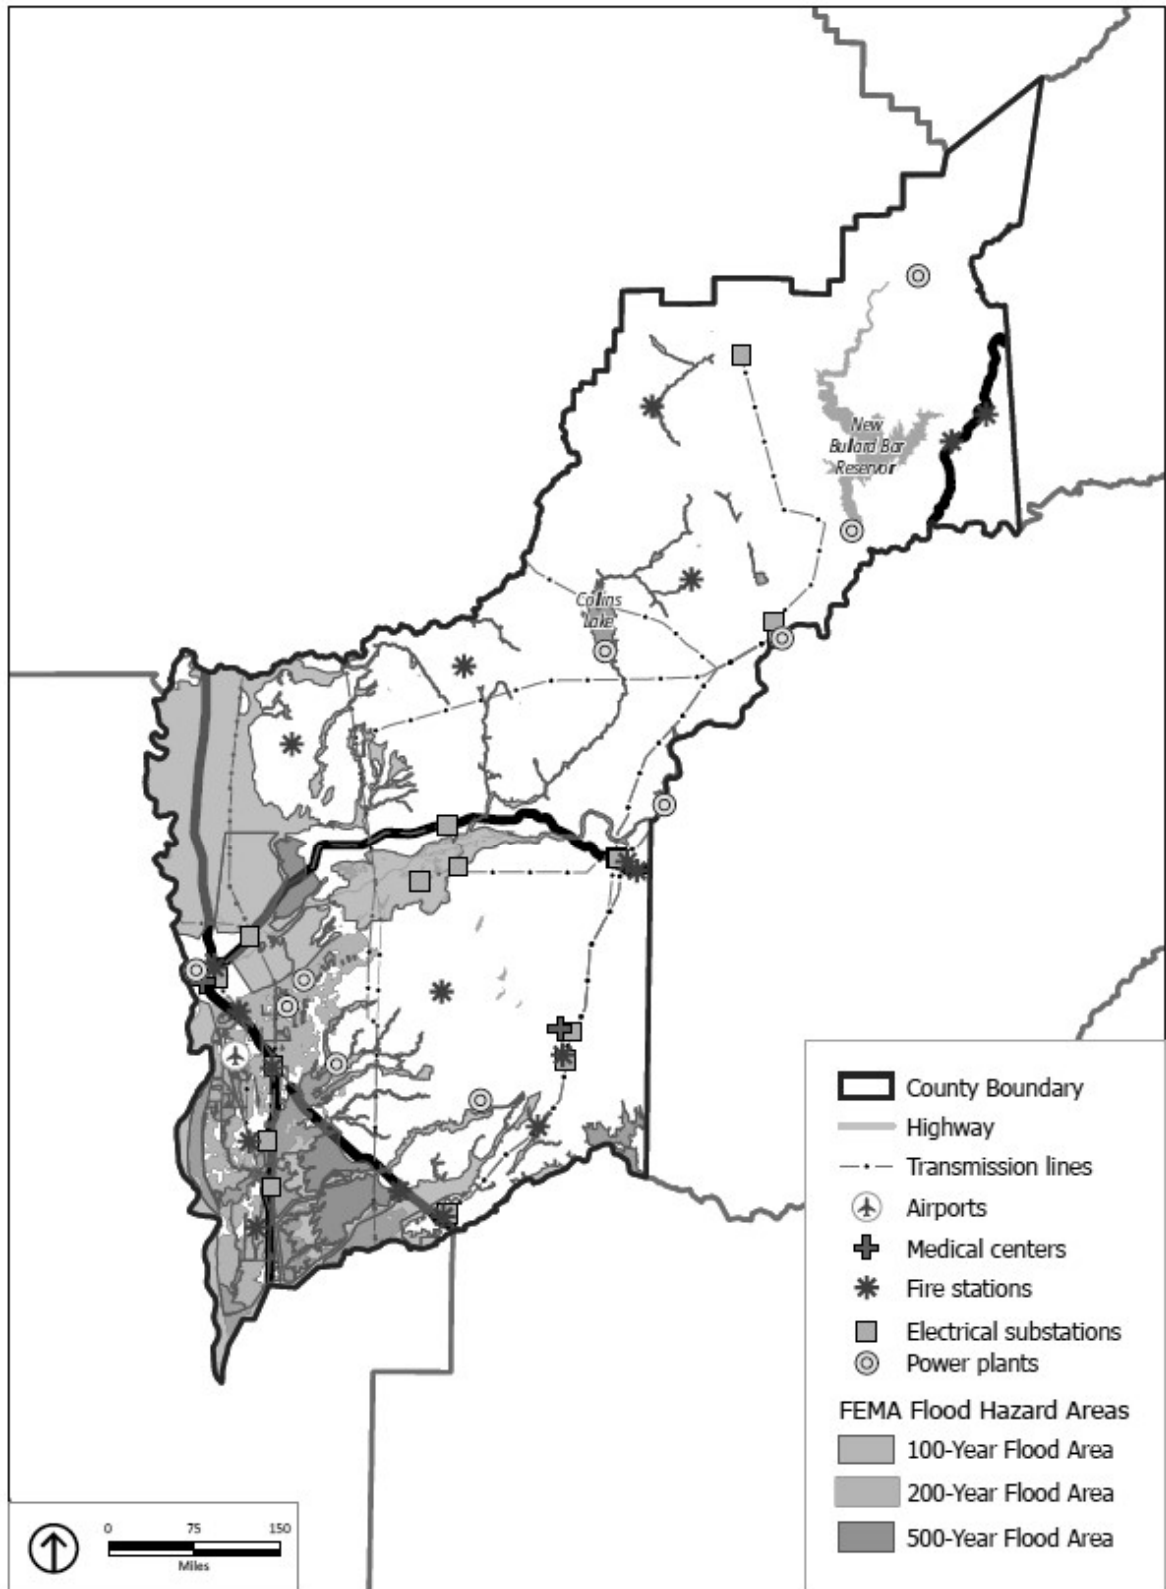 New
Bullard Bar
Reservoir
Collins
Lake
County Boundary
Highway
Transmission lines
Airports
Medical centers
Fire stations
Electrical substations
Power plants
FEMA Flood Hazard Areas
100-Year Flood Area
200-Year Flood Area
500-Year Flood Area
0 75 150
Miles